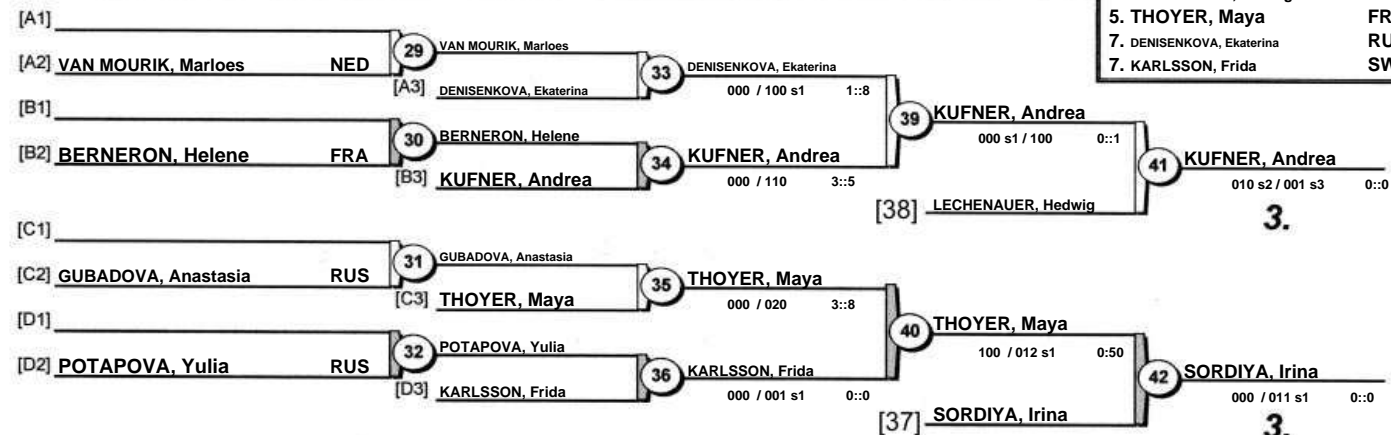 5. THOYER, Maya FR
7. DENISENKOVA, Ekaterina RU
7. KARLSSON, Frida SW
[A1]
[A2] VAN MOURIK, Marloes NED
29
VAN MOURIK, Marloes
[A3] DENISENKOVA, Ekaterina
33
DENISENKOVA, Ekaterina
000 / 100 s1 1::8
[B1]
[B2] BERNERON, Helene FRA
30
BERNERON, Helene
[B3] KUFNER, Andrea
34
KUFNER, Andrea
000 / 110 3::5
39
KUFNER, Andrea
000 s1 / 100 0::1
[38] LECHENAUER, Hedwig
41
KUFNER, Andrea
010 s2 / 001 s3 0::0
3.
[C1]
[C2] GUBADOVA, Anastasia RUS
31
GUBADOVA, Anastasia
[C3] THOYER, Maya
35
THOYER, Maya
000 / 020 3::8
[D1]
[D2] POTAPOVA, Yulia RUS
32
POTAPOVA, Yulia
[D3] KARLSSON, Frida
36
KARLSSON, Frida
000 / 001 s1 0::0
40
THOYER, Maya
100 / 012 s1 0:50
[37] SORDIYA, Irina
42
SORDIYA, Irina
000 / 011 s1 0::0
3.